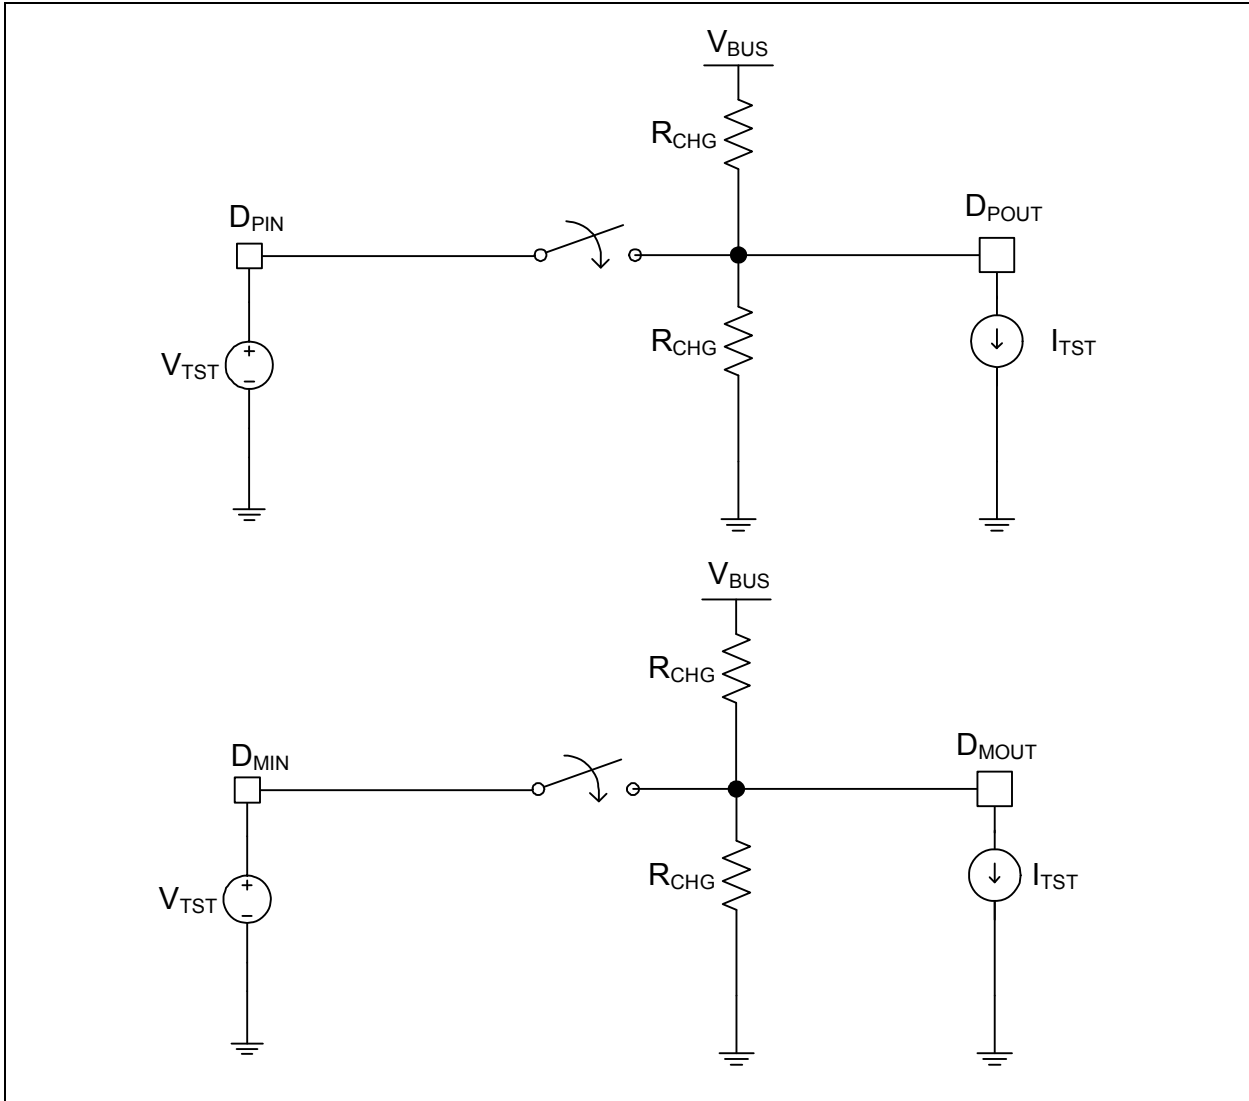 VBUS
RCHG
DPIN
DPOUT
VTST
+
−
RCHG
ITST
VBUS
RCHG
DMIN
DMOUT
VTST
+
−
RCHG
ITST